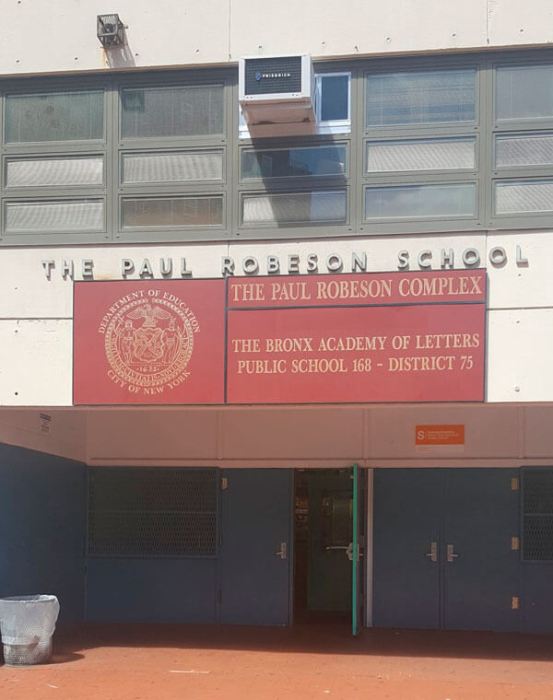 FRIEDRICH
THE PAUL ROBESON SCHOOL
DEPARTMENT OF EDUCATION
CITY OF NEW YORK
THE PAUL ROBESON COMPLEX
THE BRONX ACADEMY OF LETTERS
PUBLIC SCHOOL 168 - DISTRICT 75
S